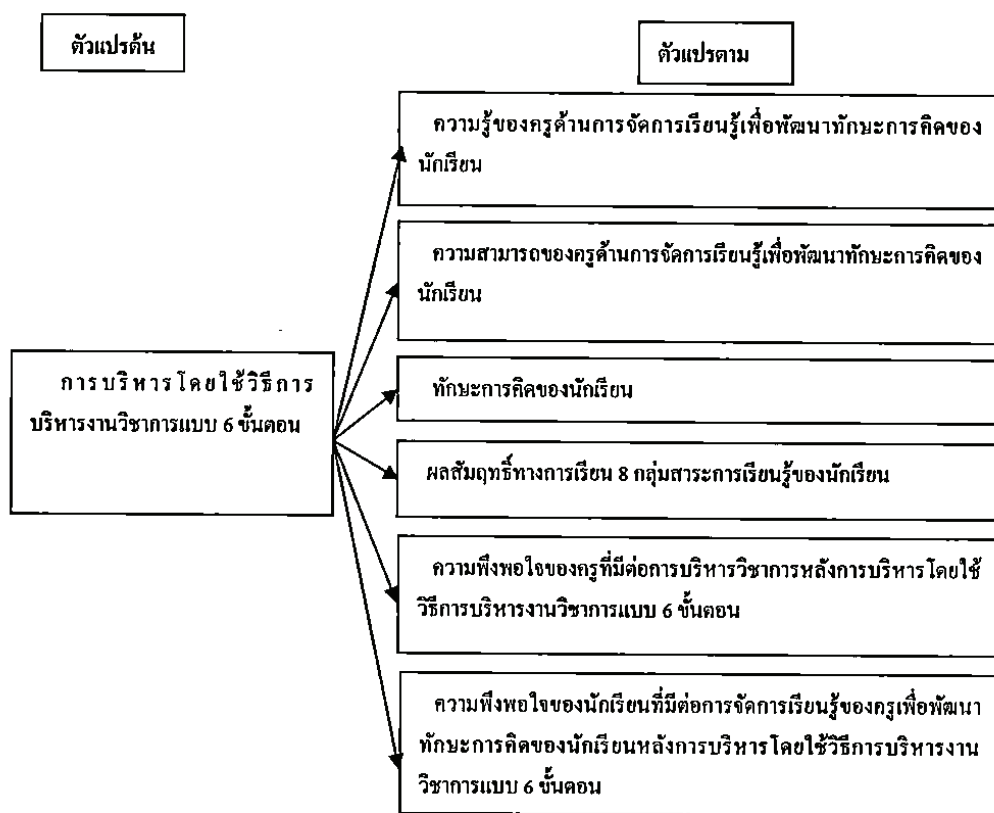 ตัวแปรต้น
ตัวแปรตาม
ความรู้ของครูด้านการจัดการเรียนรู้เพื่อพัฒนาทักษะการคิดของ
นักเรียน
ความสามารถของครูด้านการจัดการเรียนรู้เพื่อพัฒนาทักษะการคิดของ
นักเรียน
การบริหารโดยใช้วิธีการ
บริหารงานวิชาการแบบ 6 ขั้นตอน
ทักษะการคิดของนักเรียน
ผลสัมฤทธิ์ทางการเรียน 8 กลุ่มสาระการเรียนรู้ของนักเรียน
ความพึงพอใจของครูที่มีต่อการบริหารวิชาการหลังการบริหารโดยใช้
วิธีการบริหารงานวิชาการแบบ 6 ขั้นตอน
ความพึงพอใจของนักเรียนที่มีต่อการจัดการเรียนรู้ของครูเพื่อพัฒนา
ทักษะการคิดของนักเรียนหลังการบริหารโดยใช้วิธีการบริหารงาน
วิชาการแบบ 6 ขั้นตอน